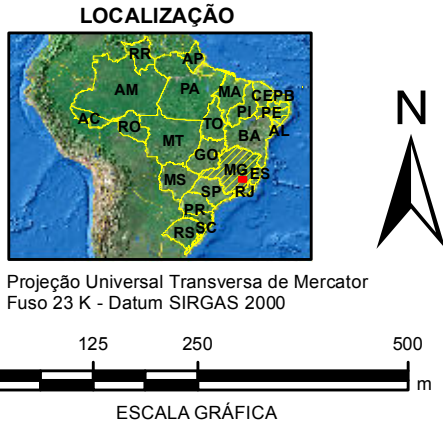 LOCALIZAÇÃO
RR AP
AM PA MA CE PB
PI PE
AC RO TO AL
MT BA
GO
MG ES
MS SP RJ
PR
SC
RS
N
Projeção Universal Transversa de Mercator
Fuso 23 K - Datum SIRGAS 2000
125 250 500
m
ESCALA GRÁFICA